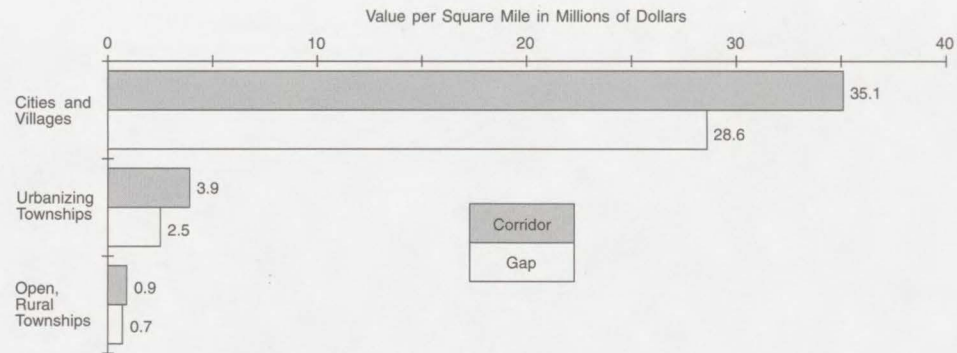 Value per Square Mile in Millions of Dollars
0 10 20 30 40
Cities and
Villages
35.1
28.6
Urbanizing
Townships
3.9
2.5
Corridor
Gap
Open,
Rural
Townships
0.9
0.7